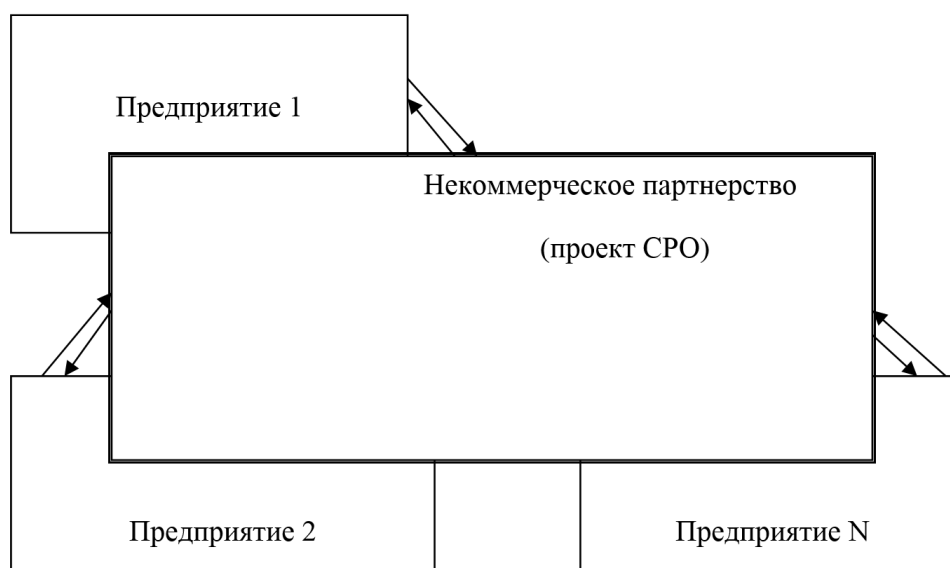 Предприятие 1
Некоммерческое партнерство
(проект СРО)
Предприятие 2
Предприятие N